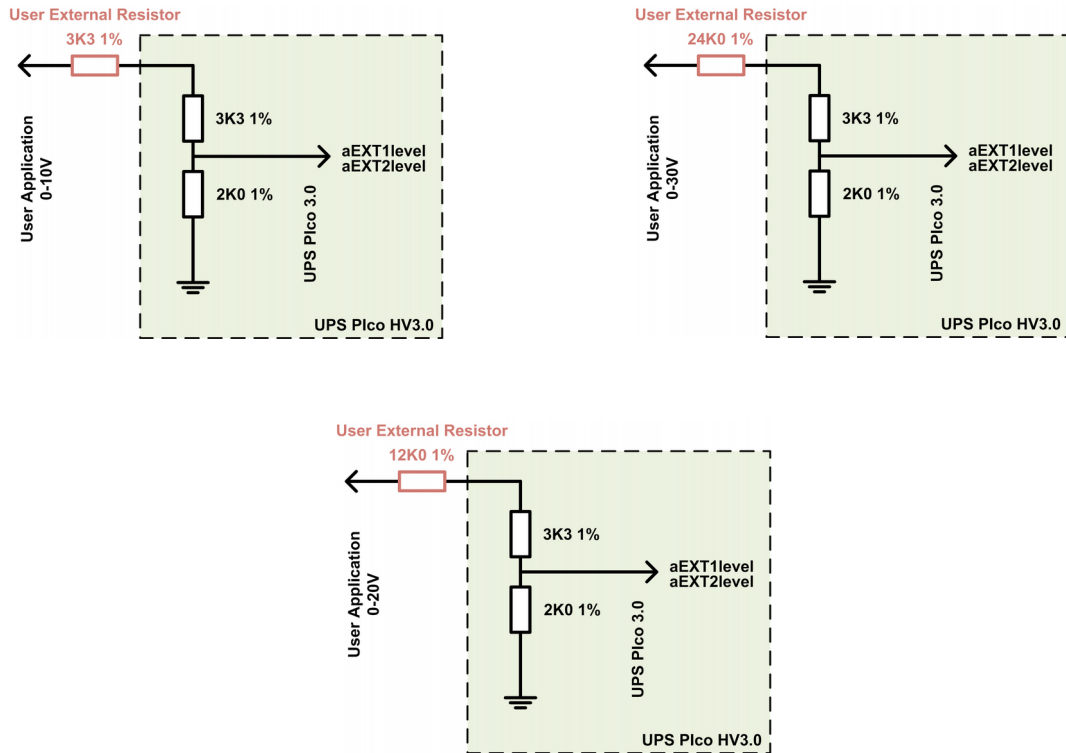 User External Resistor
3K3 1%
3K3 1%
aEXT1level
aEXT2level
2K0 1%
User Application
0-10V
UPS PIco 3.0
UPS PIco HV3.0
User External Resistor
24K0 1%
3K3 1%
aEXT1level
aEXT2level
2K0 1%
User Application
0-30V
UPS PIco 3.0
UPS PIco HV3.0
User External Resistor
12K0 1%
3K3 1%
aEXT1level
aEXT2level
2K0 1%
User Application
0-20V
UPS PIco 3.0
UPS PIco HV3.0